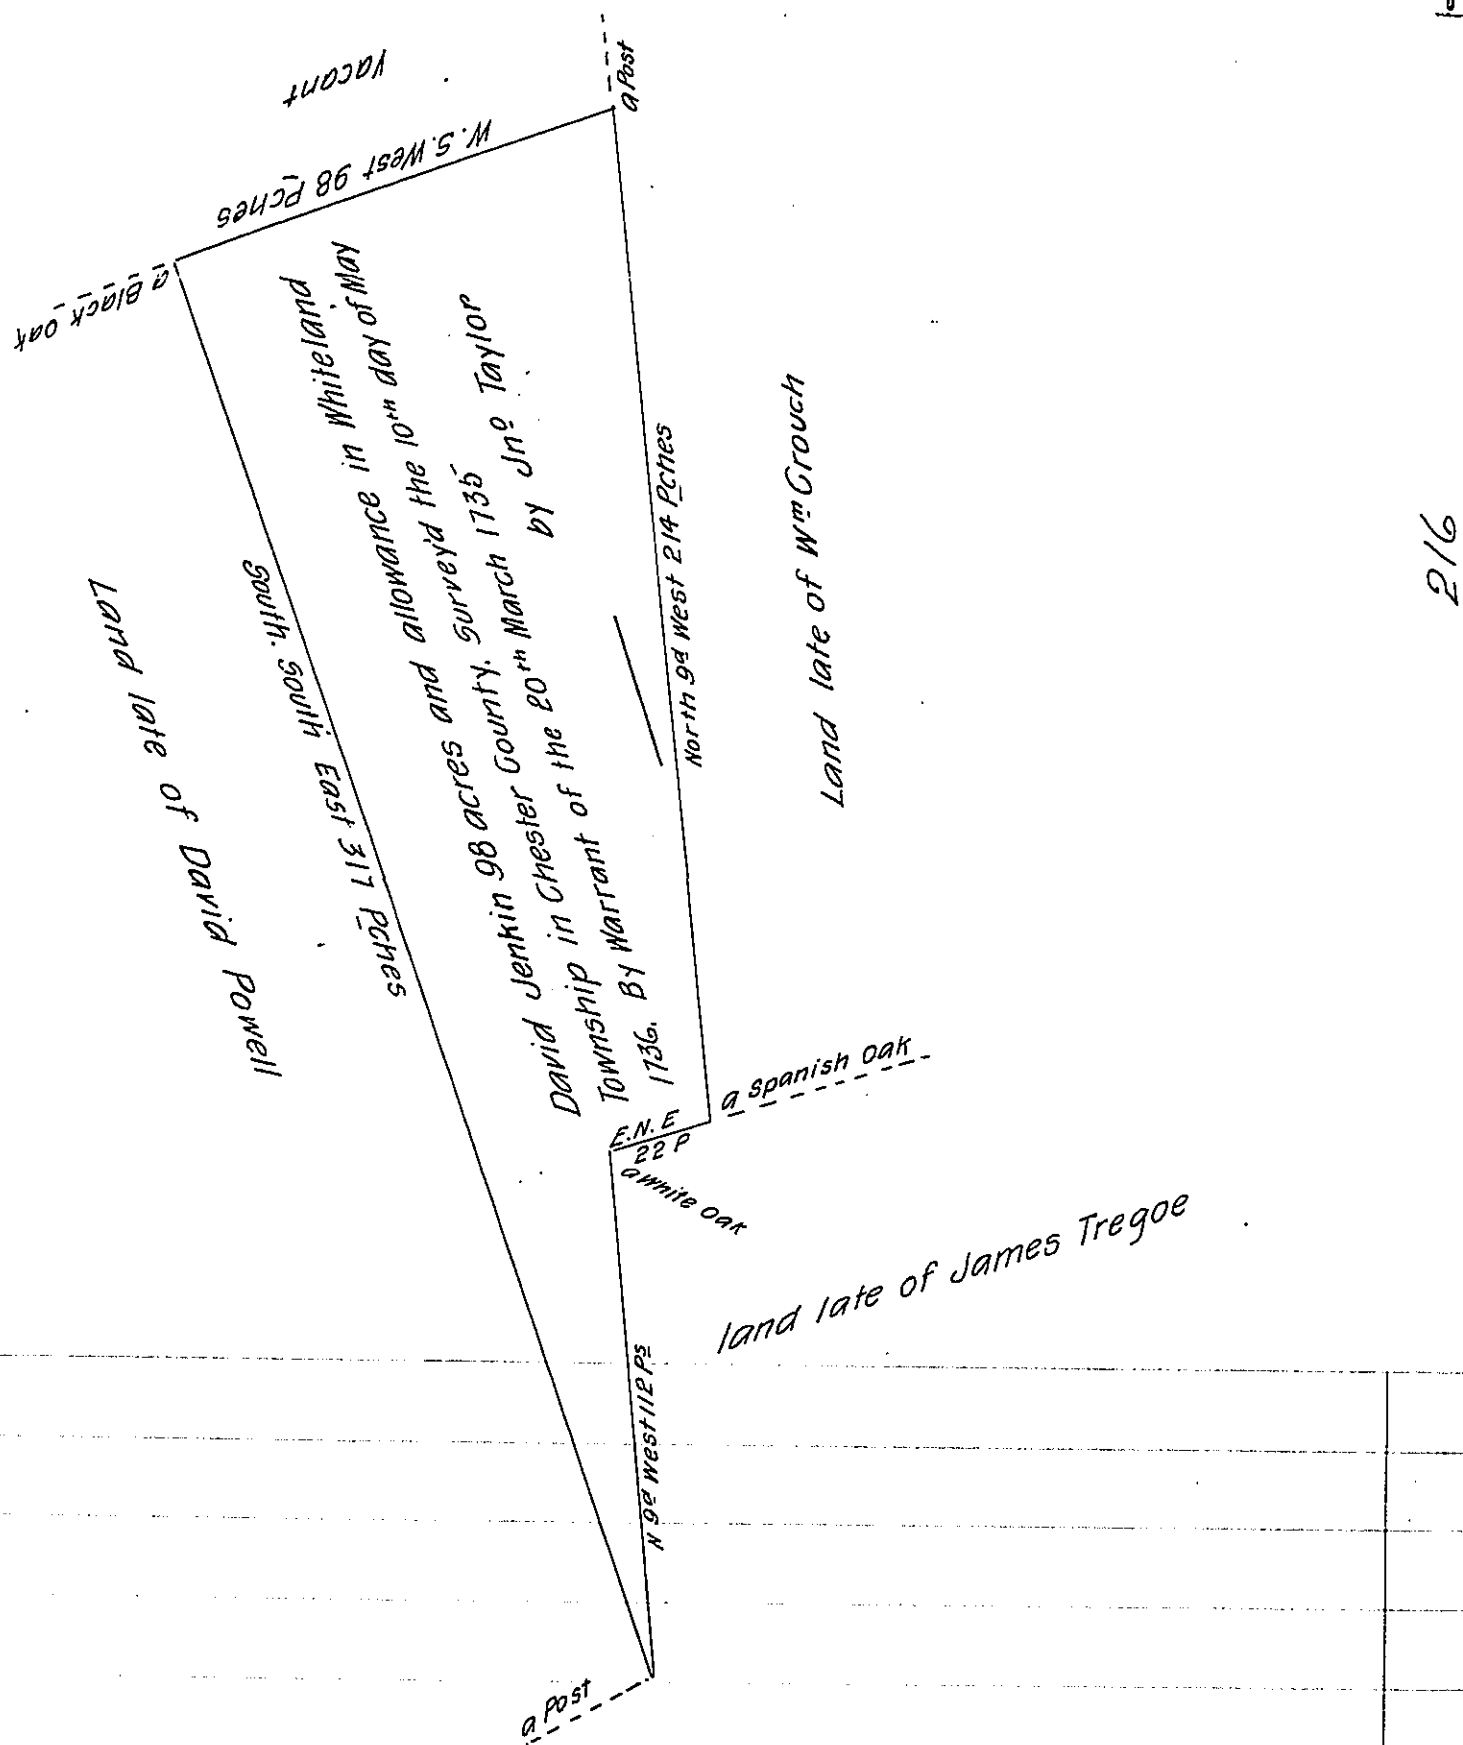 vacant
a Post
W. S. West 98 Pches
a Black oak
David Jenkin 98 acres and allowance in Whiteland
Township in Chester County. Survey'd the 10th day of May
1736. By Warrant of the 20th March 1735
by Jno Taylor
South. South East 317 Pches
Land late of David Powell
North 9d West 214 Pches
Land late of Wm Crouch
216
a Spanish oak
E.N.E
22 P
a white oak
land late of James Tregoe
N 9d West 112 Ps
a Post